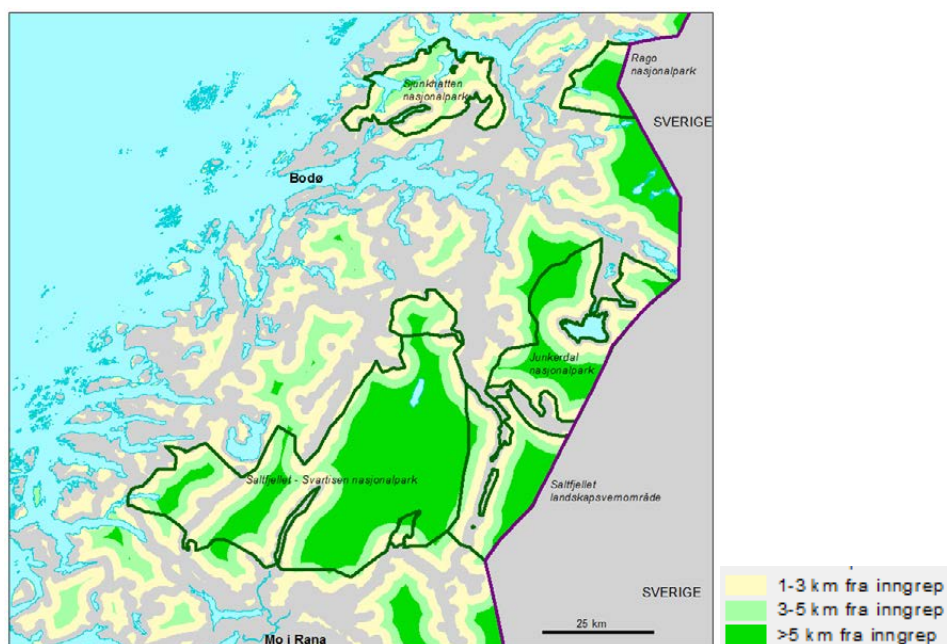 Rago
nasjonalpark
Sjunkhatten
nasjonalpark
SVERIGE
Bodø
Junkerdal
nasjonalpark
Saltfjellet - Svartisen nasjonalpark
Saltfjellet
landskapsvernområde
SVERIGE
25 km
Mo i Rana
1-3 km fra inngrep
3-5 km fra inngrep
>5 km fra inngrep